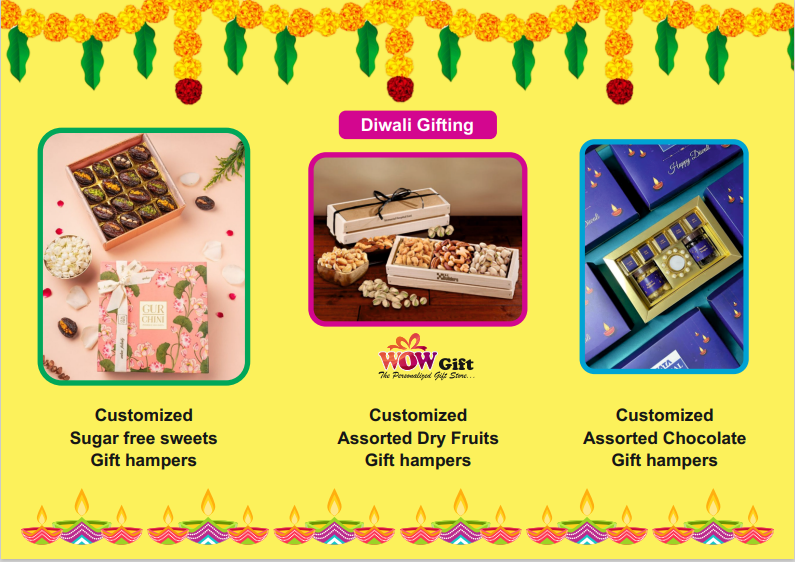 Diwali Gifting
GUR
CHINI
Happy Diwali
WOW Gift
The Personalized Gift Store...
Customized
Sugar free sweets
Gift hampers
Customized
Assorted Dry Fruits
Gift hampers
Customized
Assorted Chocolate
Gift hampers